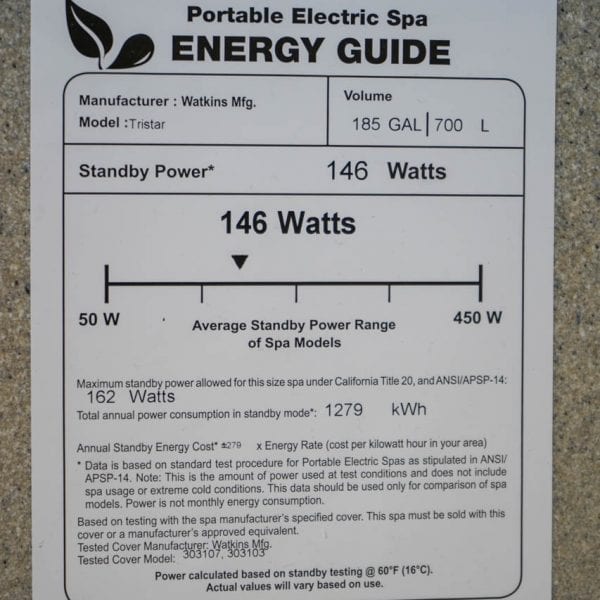 Portable Electric Spa
ENERGY GUIDE
Manufacturer : Watkins Mfg.
Model :Tristar
Volume
185 GAL | 700 L
Standby Power* 146 Watts
146 Watts
50 W
450 W
Average Standby Power Range
of Spa Models
Maximum standby power allowed for this size spa under California Title 20, and ANSI/APSP-14:
162 Watts
Total annual power consumption in standby mode*: 1279 kWh
Annual Standby Energy Cost* x Energy Rate (cost per kilowatt hour in your area)
* Data is based on standard test procedure for Portable Electric Spas as stipulated in ANSI/
APSP-14. Note: This is the amount of power used at test conditions and does not include
spa usage or extreme cold conditions. This data should be used only for comparison of spa
models. Power is not monthly energy consumption.
Based on testing with the spa manufacturer's specified cover. This spa must be sold with this
cover or a manufacturer's approved equivalent.
Tested Cover Manufacturer: Watkins Mfg.
Tested Cover Model: 303107, 303103
Power calculated based on standby testing @ 60°F (16°C).
Actual values will vary based on use.